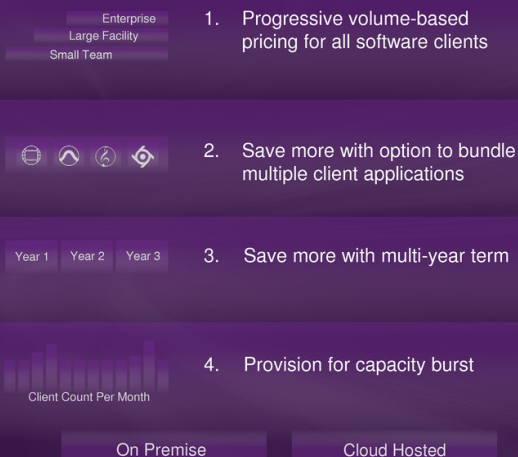 Enterprise
Large Facility
Small Team
1. Progressive volume-based
pricing for all software clients
2. Save more with option to bundle
multiple client applications
Year 1 Year 2 Year 3
3. Save more with multi-year term
4. Provision for capacity burst
Client Count Per Month
On Premise
Cloud Hosted